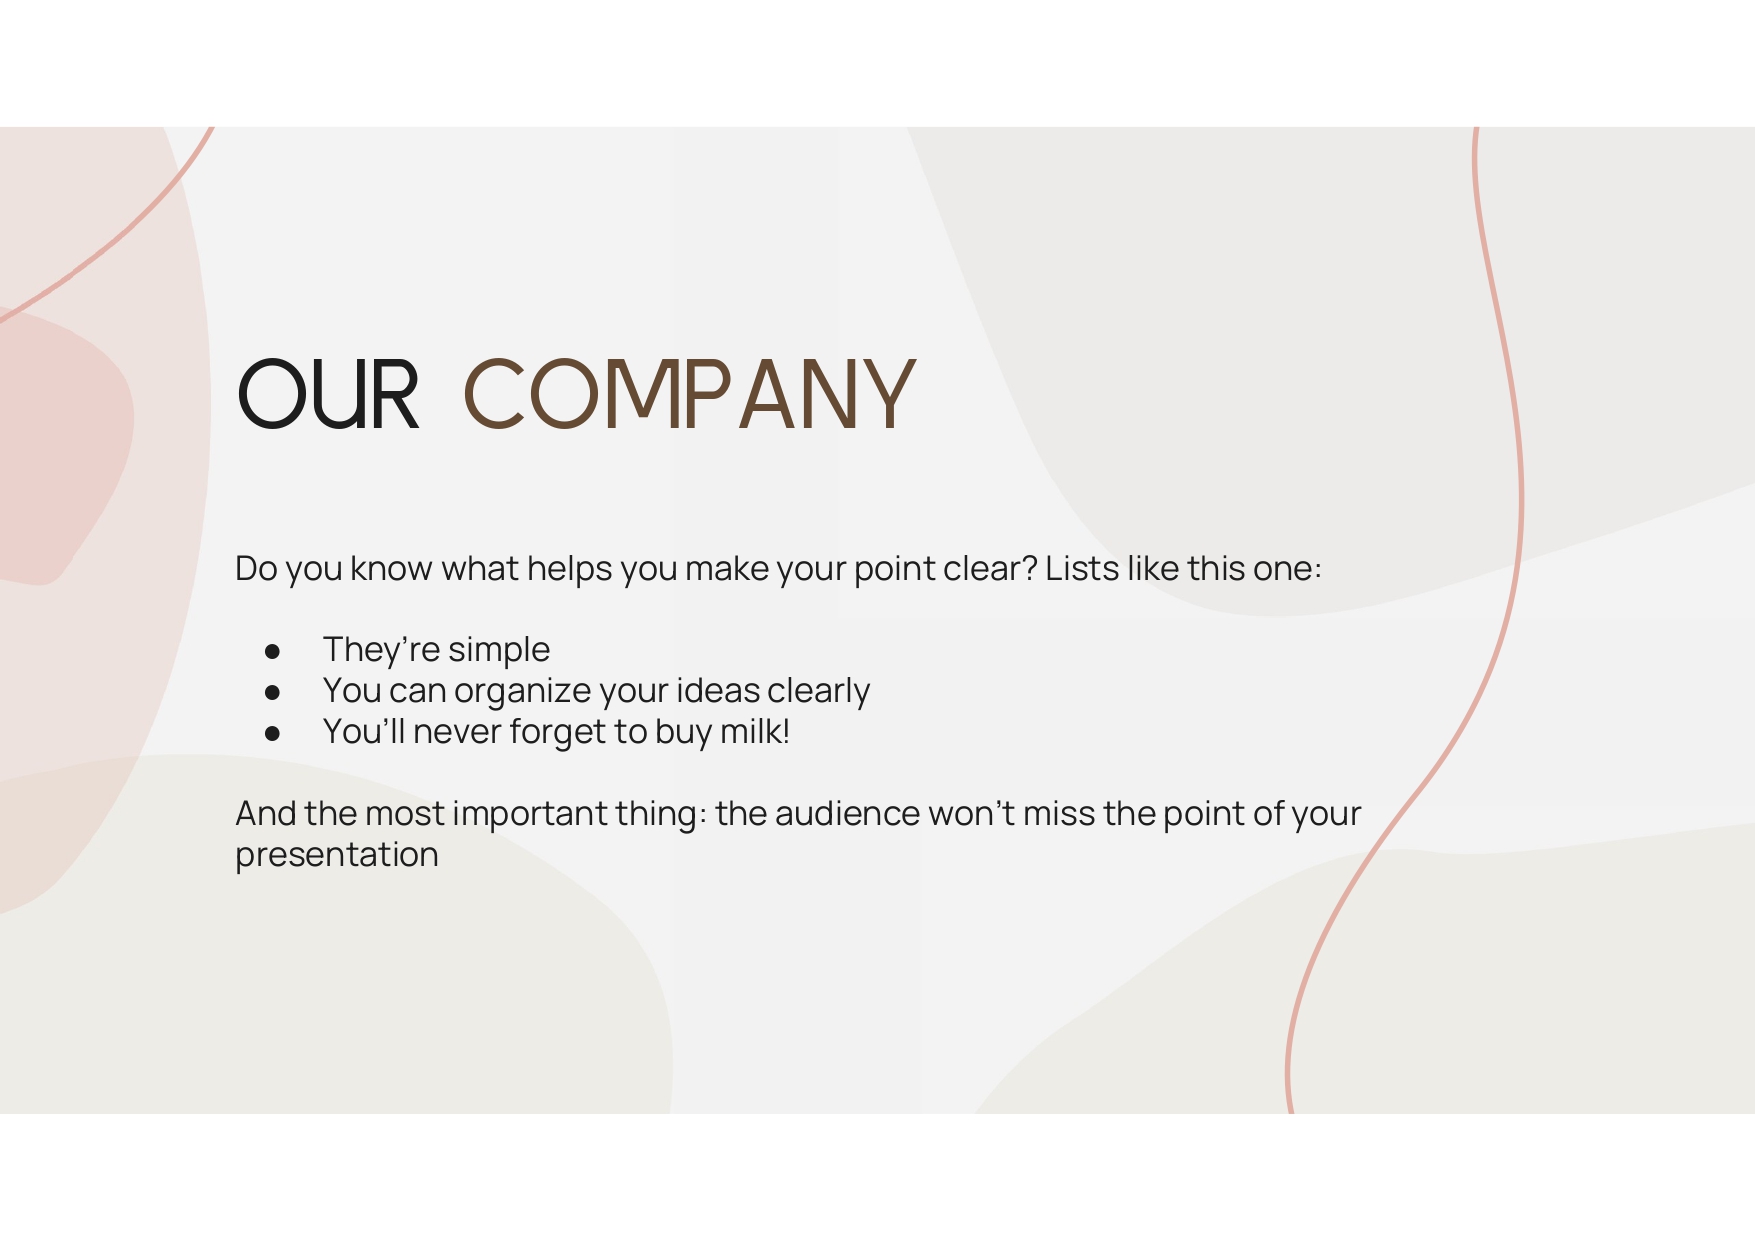 OUR COMPANY
Do you know what helps you make your point clear? Lists like this one:
● They’re simple
● You can organize your ideas clearly
● You’ll never forget to buy milk!
And the most important thing: the audience won’t miss the point of your
presentation